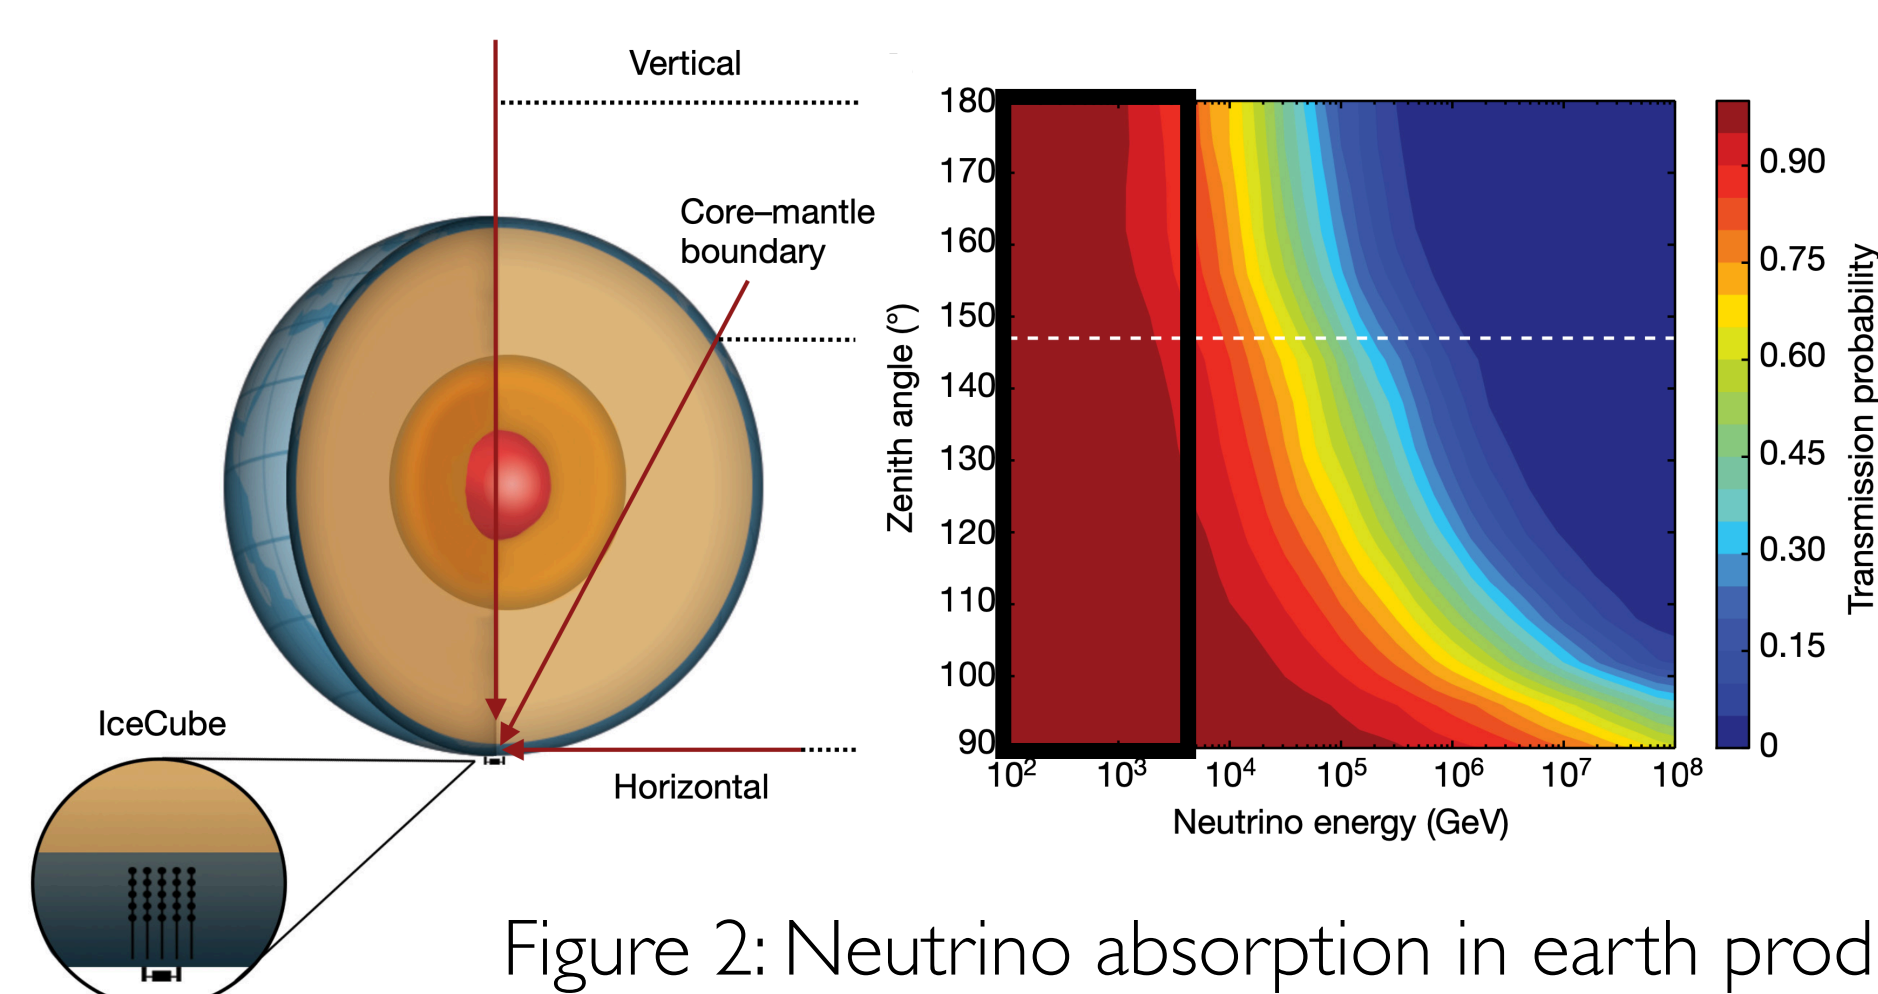 Vertical
Core–mantle
boundary
IceCube
Horizontal
Zenith angle (°)
180
170
160
150
140
130
120
110
100
90
10² 10³ 10⁴ 10⁵ 10⁶ 10⁷ 10⁸
Neutrino energy (GeV)
0.90
0.75
0.60
0.45
0.30
0.15
0
Transmission probability
Figure 2: Neutrino absorption in earth prod